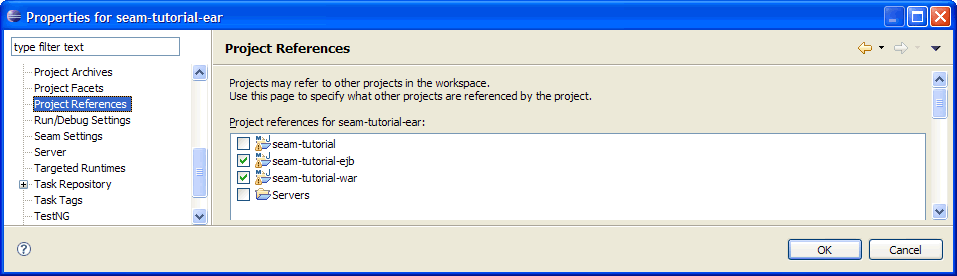 Properties for seam-tutorial-ear
type filter text
Project Archives
Project Facets
Project References
Run/Debug Settings
Seam Settings
Server
Targeted Runtimes
Task Repository
Task Tags
TestNG
Project References
Projects may refer to other projects in the workspace.
Use this page to specify what other projects are referenced by the project.
Project references for seam-tutorial-ear:
seam-tutorial
seam-tutorial-ejb
seam-tutorial-war
Servers
?
OK
Cancel